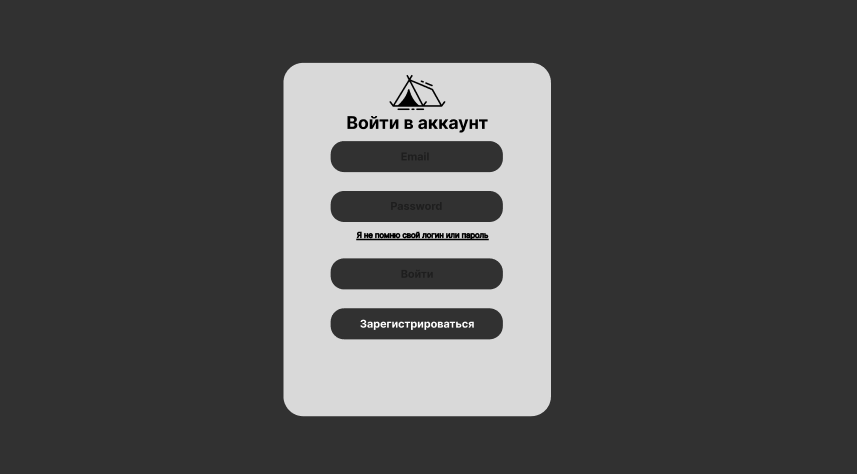 Войти в аккаунт
Email
Password
Я не помню свой логин или пароль
Войти
Зарегистрироваться